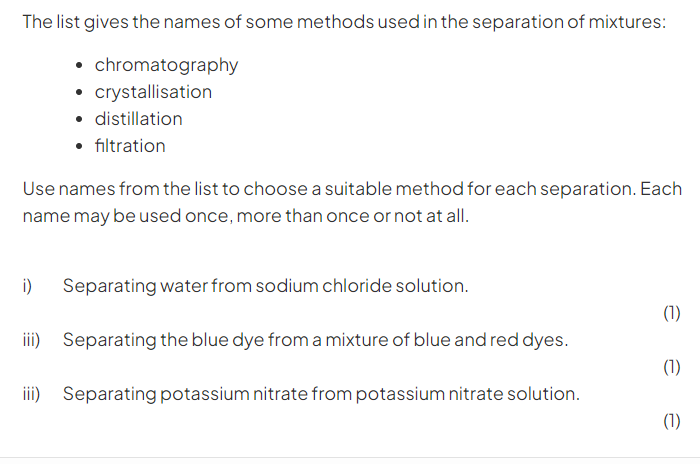 The list gives the names of some methods used in the separation of mixtures:
• chromatography
• crystallisation
• distillation
• filtration
Use names from the list to choose a suitable method for each separation. Each
name may be used once, more than once or not at all.
i) Separating water from sodium chloride solution.
(1)
iii) Separating the blue dye from a mixture of blue and red dyes.
(1)
iii) Separating potassium nitrate from potassium nitrate solution.
(1)